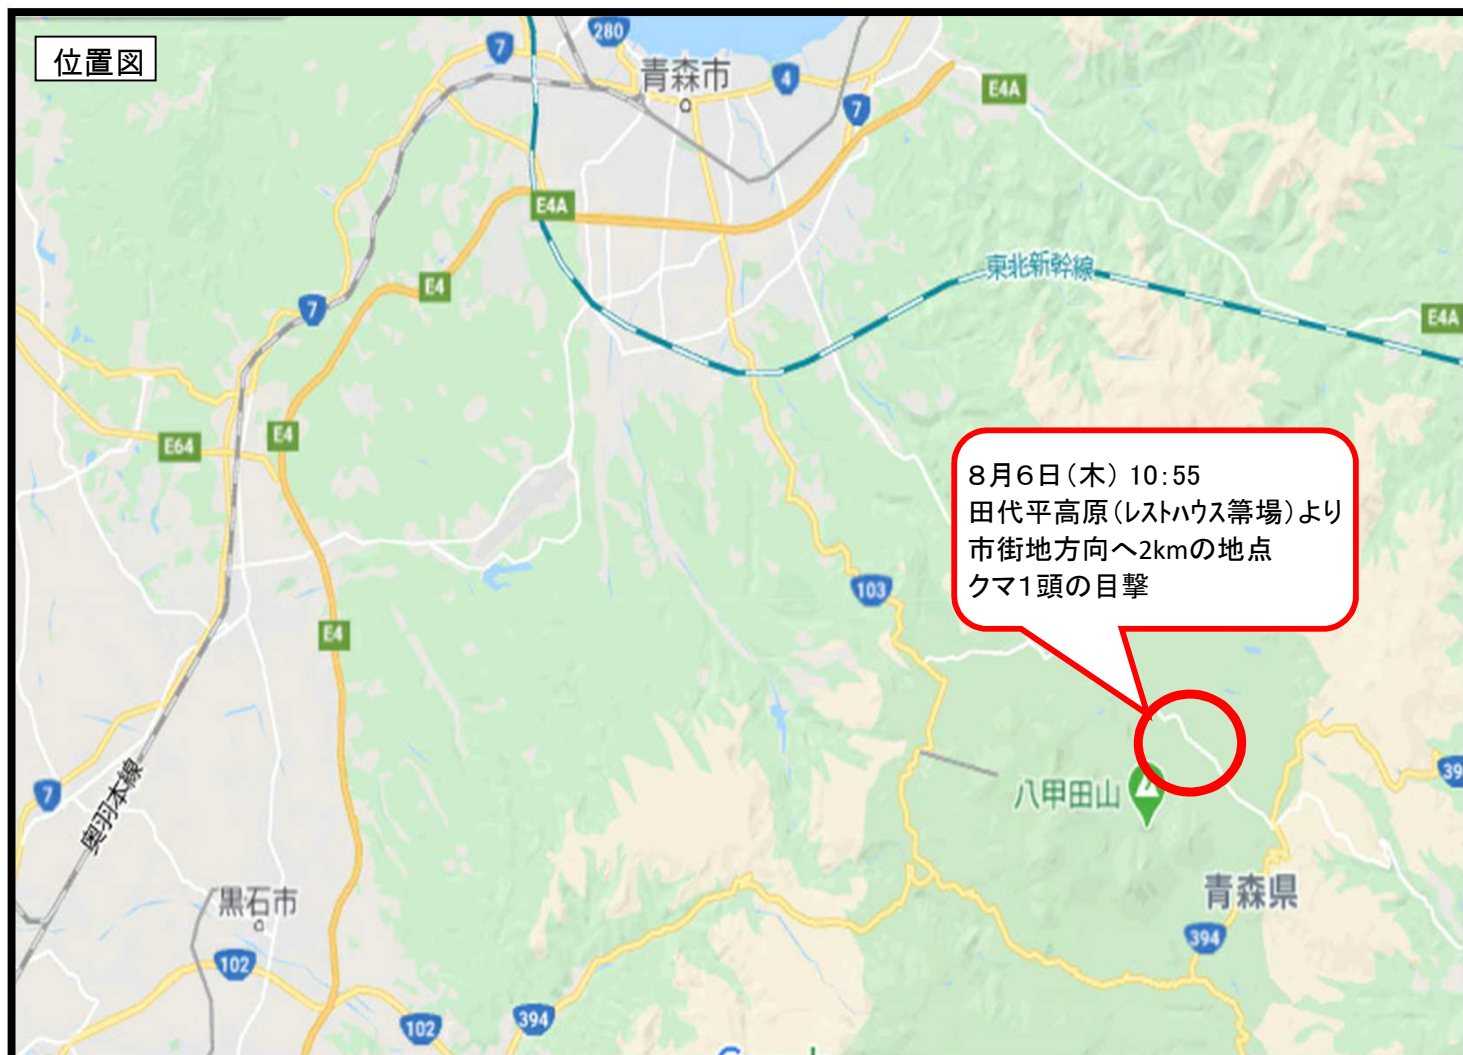 位置図
7
280
青森市
4
7
E4A
E4A
E4
東北新幹線
7
E4A
E64
E4
8月6日(木) 10:55
田代平高原(レストハウス箒場)より
市街地方向へ2kmの地点
クマ1頭の目撃
103
E4
八甲田山
7
奥羽本線
青森県
黒石市
394
102
394
102